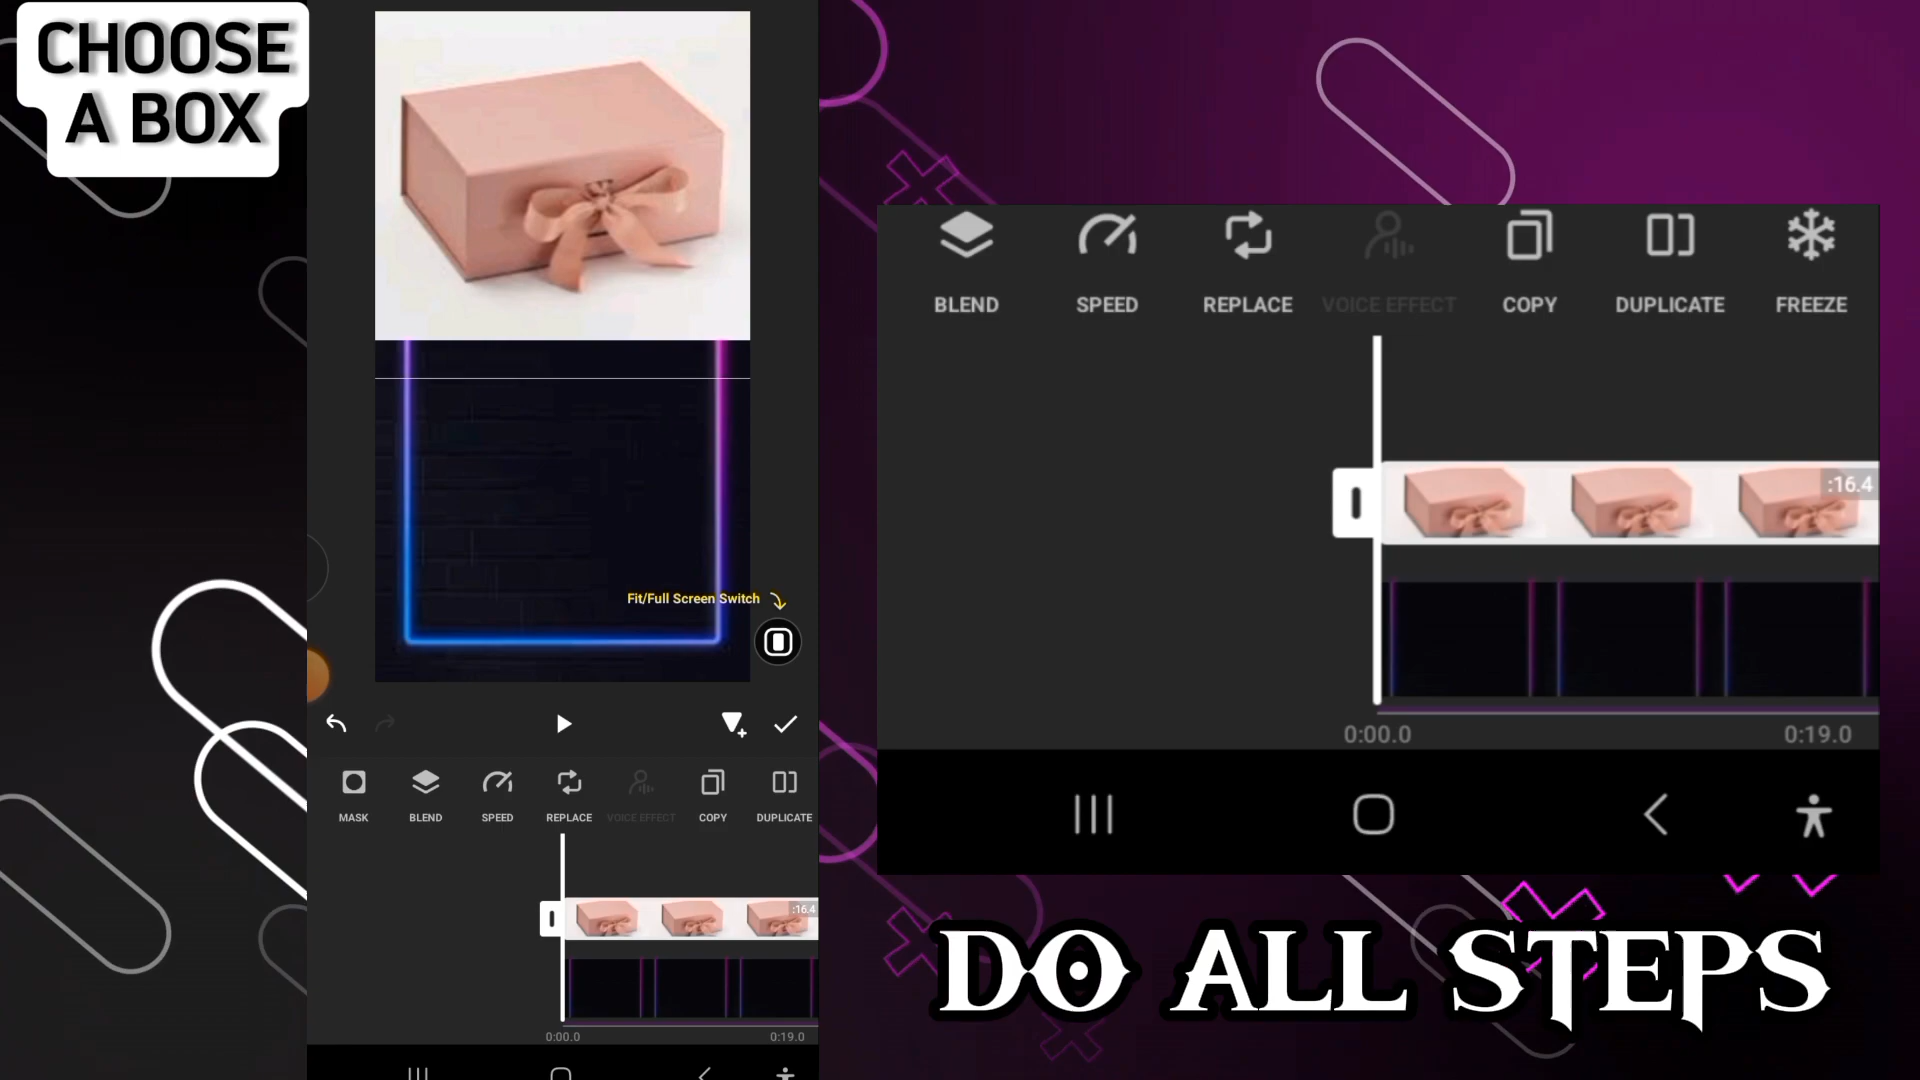 CHOOSE
A BOX
Fit/Full Screen Switch
MASK BLEND SPEED REPLACE VOICE EFFECT COPY DUPLICATE
:16.4
0:00.0 0:19.0
BLEND SPEED REPLACE VOICE EFFECT COPY DUPLICATE FREEZE
:16.4
0:00.0 0:19.0
DO ALL STEPS